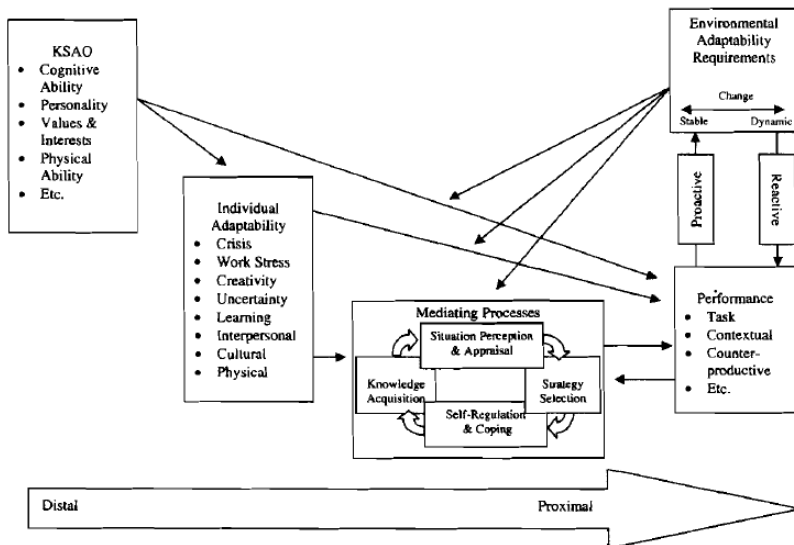 KSAO
• Cognitive
Ability
• Personality
• Values &
Interests
• Physical
Ability
• Etc.
Individual
Adaptability
• Crisis
• Work Stress
• Creativity
• Uncertainty
• Learning
• Interpersonal
• Cultural
• Physical
Mediating Processes
Situation Perception
& Appraisal
Knowledge
Acquisition
Strategy
Selection
Self-Regulation
& Coping
Environmental
Adaptability
Requirements
Change
Stable
Dynamic
Proactive
Reactive
Performance
• Task
• Contextual
• Counter-
productive
• Etc.
Distal
Proximal